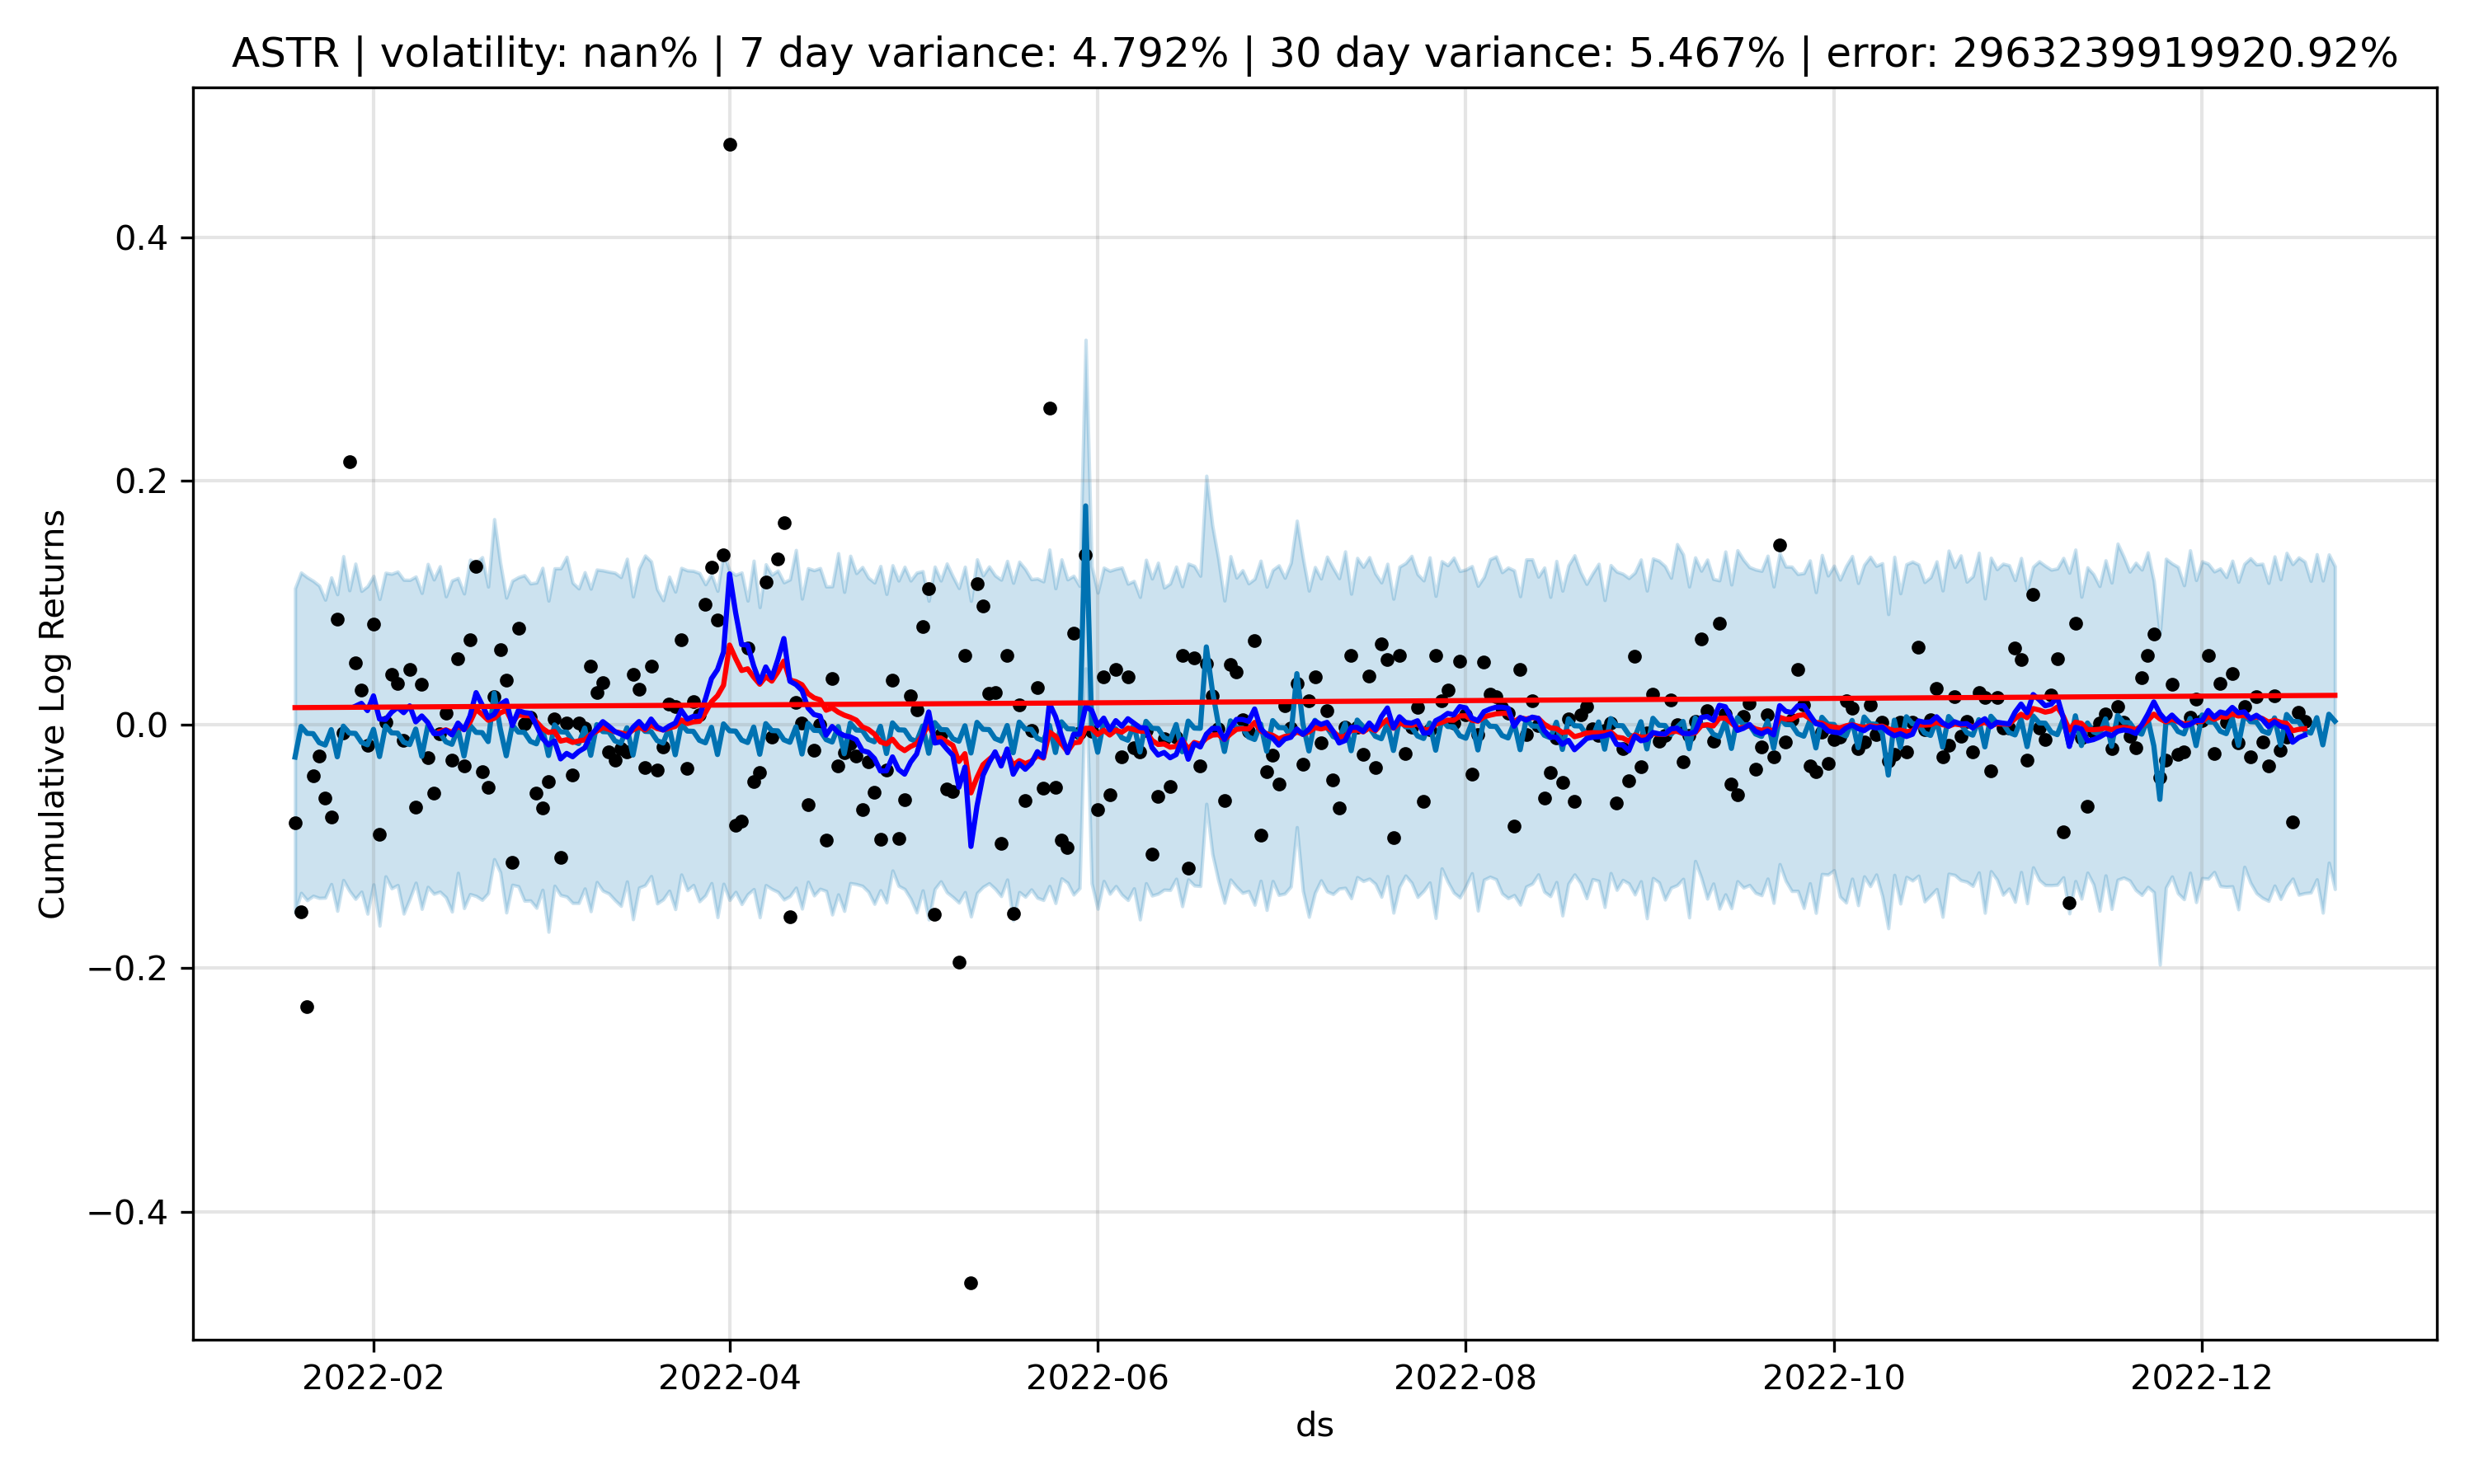 ASTR | volatility: nan% | 7 day variance: 4.792% | 30 day variance: 5.467% | error: 2963239919920.92%
Cumulative Log Returns
0.4
0.2
0.0
−0.2
−0.4
2022-02 2022-04 2022-06 2022-08 2022-10 2022-12
ds